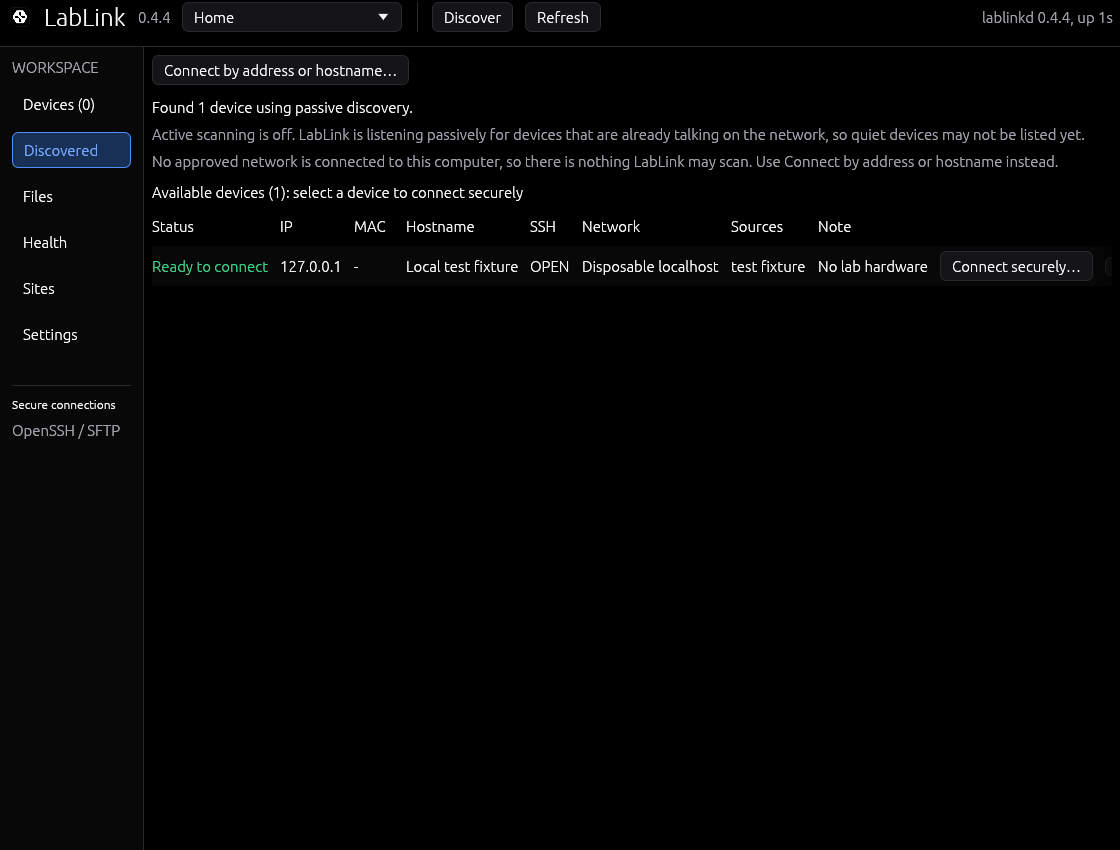 LabLink 0.4.4 Home Discover Refresh lablinkd 0.4.4, up 1s
WORKSPACE
Devices (0)
Discovered
Files
Health
Sites
Settings
Secure connections
OpenSSH / SFTP
Connect by address or hostname...
Found 1 device using passive discovery.
Active scanning is off. LabLink is listening passively for devices that are already talking on the network, so quiet devices may not be listed yet.
No approved network is connected to this computer, so there is nothing LabLink may scan. Use Connect by address or hostname instead.
Available devices (1): select a device to connect securely
Status IP MAC Hostname SSH Network Sources Note
Ready to connect 127.0.0.1 - Local test fixture OPEN Disposable localhost test fixture No lab hardware Connect securely...